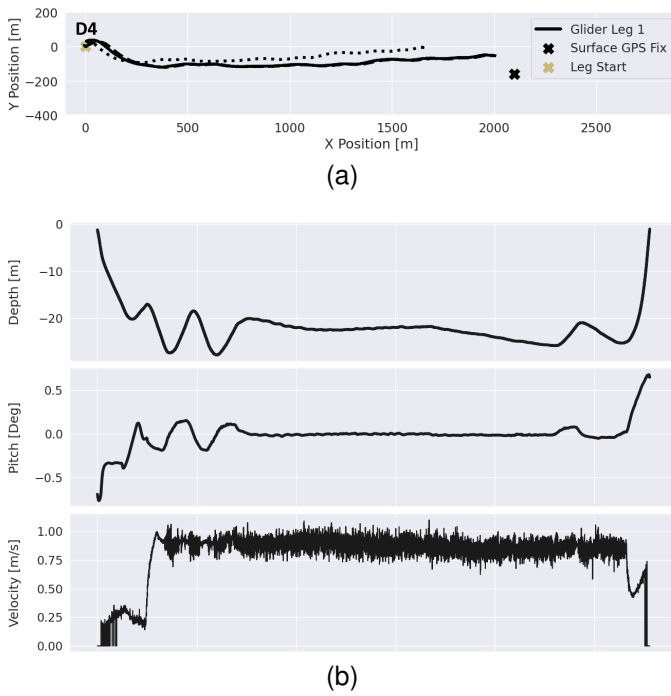 200
0
−200
−400
Y Position [m]
D4
Glider Leg 1
Surface GPS Fix
Leg Start
0
500
1000
1500
2000
2500
X Position [m]
(a)
0
−10
−20
Depth [m]
0.5
0.0
−0.5
Pitch [Deg]
1.00
0.75
0.50
0.25
0.00
Velocity [m/s]
(b)